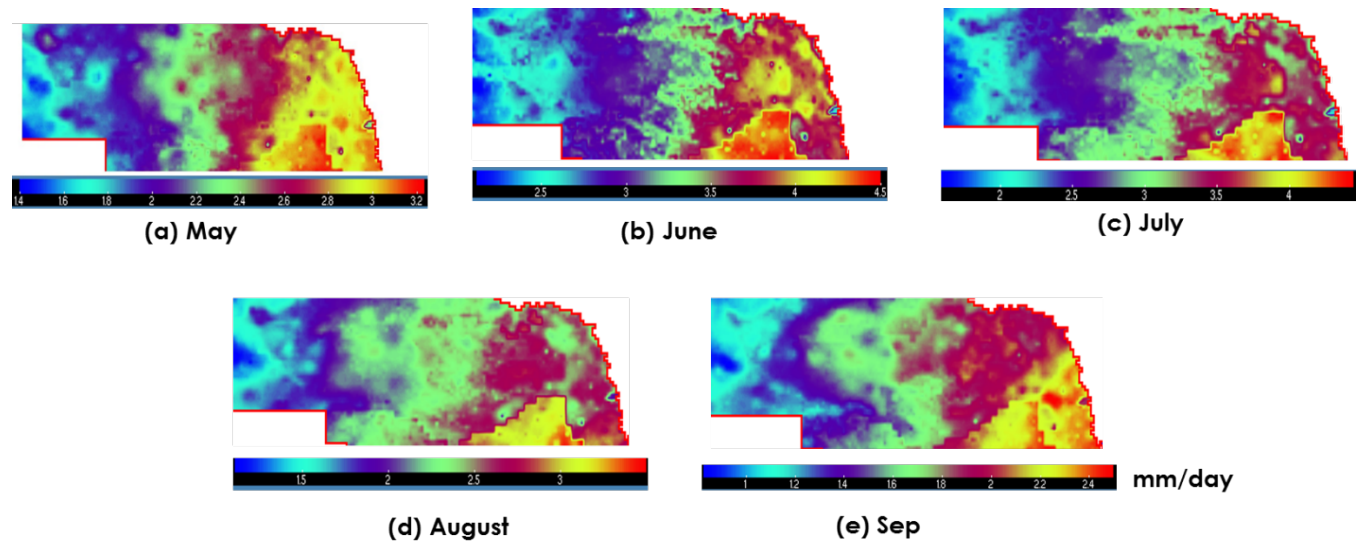 1.4 1.6 1.8 2 2.2 2.4 2.6 2.8 3 3.2
(a) May
2.5 3 3.5 4 4.5
(b) June
2 2.5 3 3.5 4
(c) July
1.5 2 2.5 3
(d) August
1 1.2 1.4 1.6 1.8 2 2.2 2.4
mm/day
(e) Sep